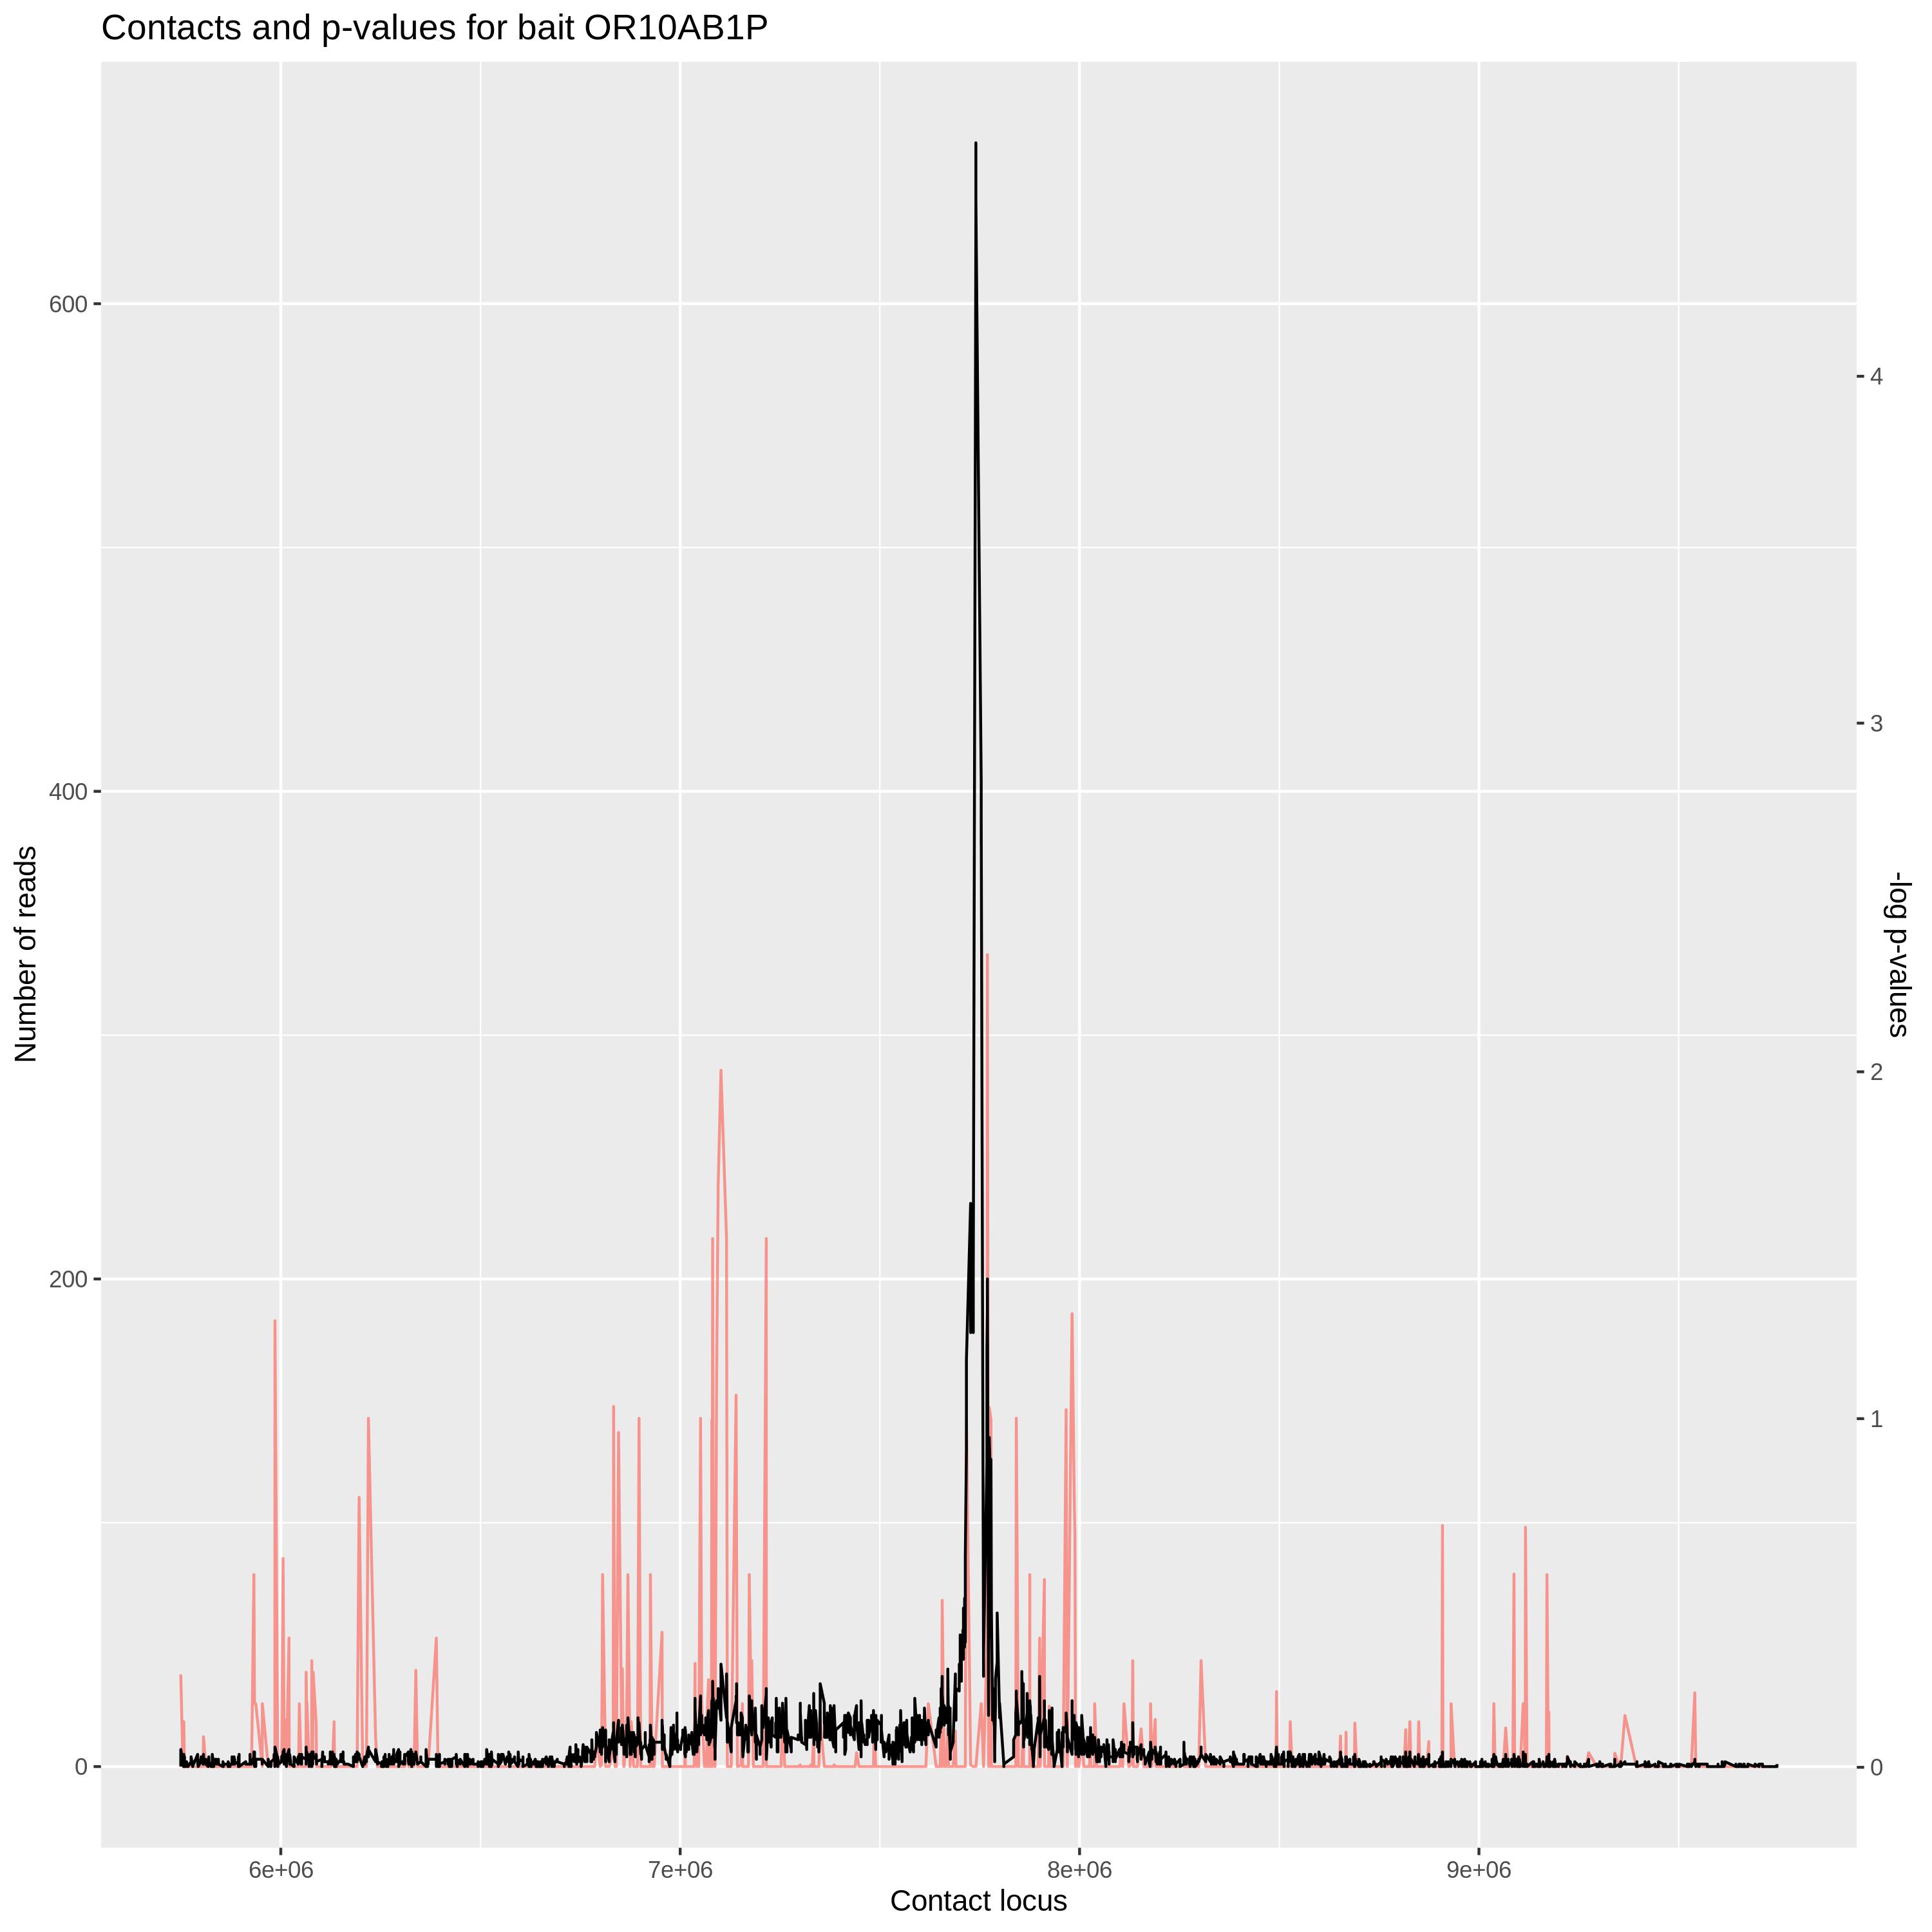 Contacts and p-values for bait OR10AB1P
600
400
200
0
Number of reads
4
3
2
1
0
-log p-values
6e+06
7e+06
8e+06
9e+06
Contact locus